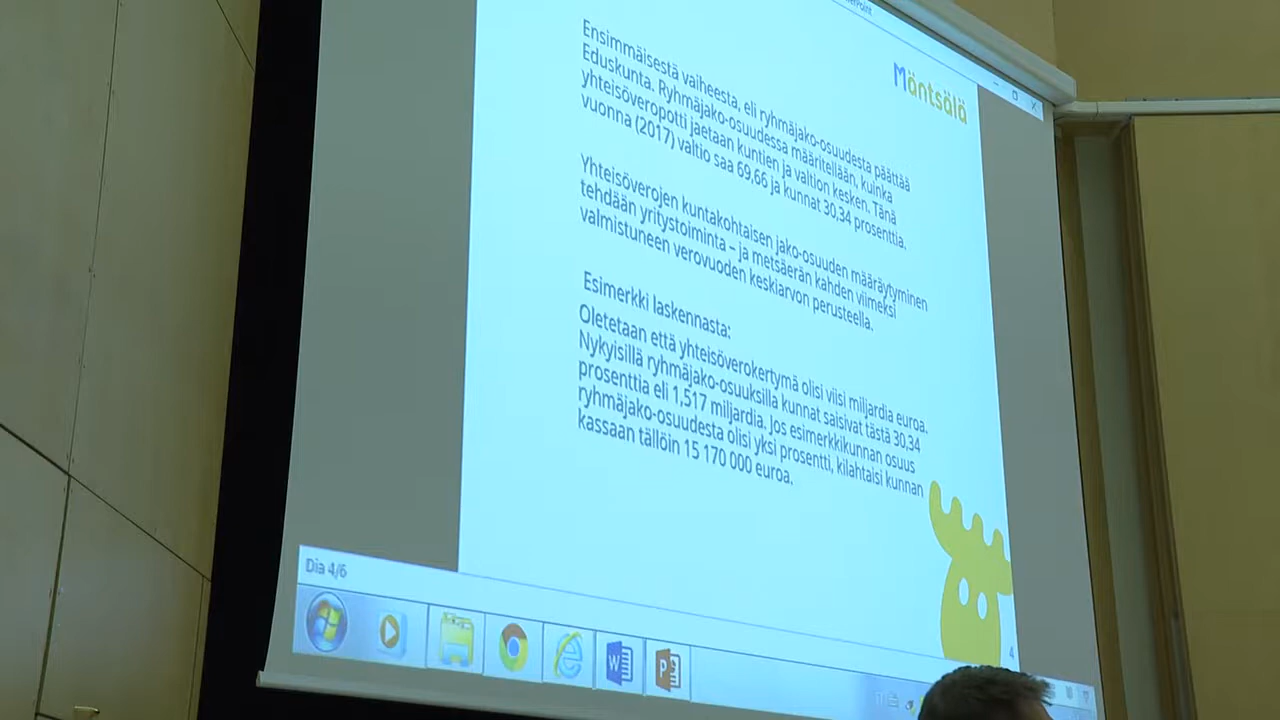 Mäntsälä
Ensimmäisestä vaiheesta, eli ryhmäjako-osuudesta päättää
Eduskunta. Ryhmäjako-osuudessa määritellään, kuinka
yhteisöveropotti jaetaan kuntien ja valtion kesken. Tänä
vuonna (2017) valtio saa 69,66 ja kunnat 30,34 prosenttia.
Yhteisöverojen kuntakohtaisen jako-osuuden määräytyminen
tehdään yritystoiminta – ja metsäerän kahden viimeksi
valmistuneen verovuoden keskiarvon perusteella.
Esimerkki laskennasta:
Oletetaan että yhteisöverokertymä olisi viisi miljardia euroa.
Nykyisillä ryhmäjako-osuuksilla kunnat saisivat tästä 30,34
prosenttia eli 1,517 miljardia. Jos esimerkkikunnan osuus
ryhmäjako-osuudesta olisi yksi prosentti, kilahtaisi kunnan
kassaan tällöin 15 170 000 euroa.
4
Dia 4/6